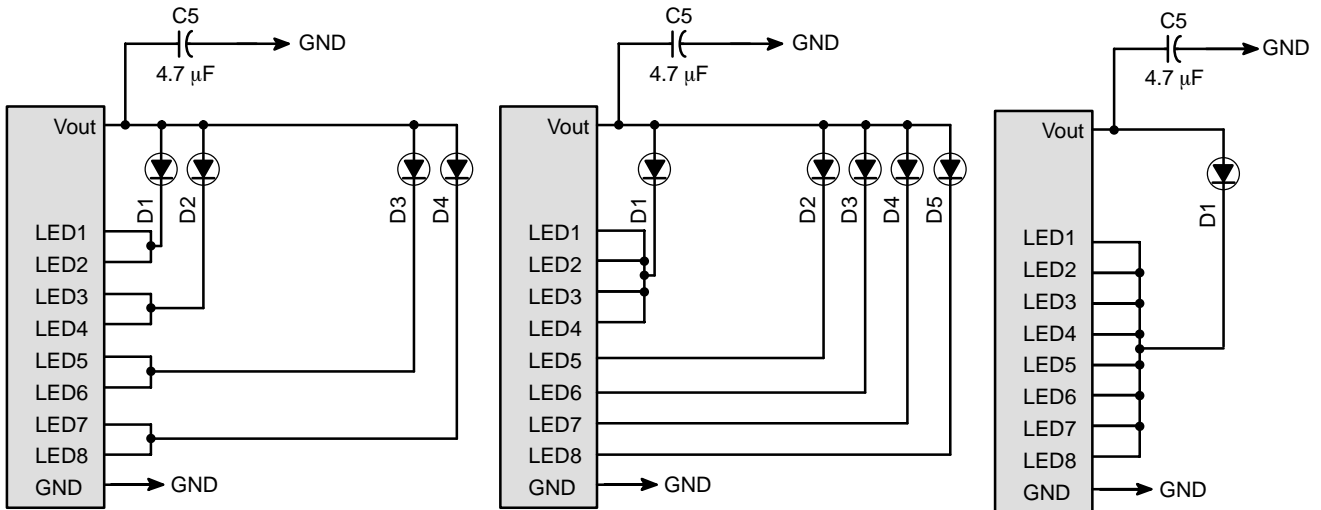 C5
GND
4.7 μF
Vout
D1
D2
D3
D4
LED1
LED2
LED3
LED4
LED5
LED6
LED7
LED8
GND
GND
C5
GND
4.7 μF
Vout
D1
D2
D3
D4
D5
LED1
LED2
LED3
LED4
LED5
LED6
LED7
LED8
GND
GND
C5
GND
4.7 μF
Vout
D1
LED1
LED2
LED3
LED4
LED5
LED6
LED7
LED8
GND
GND